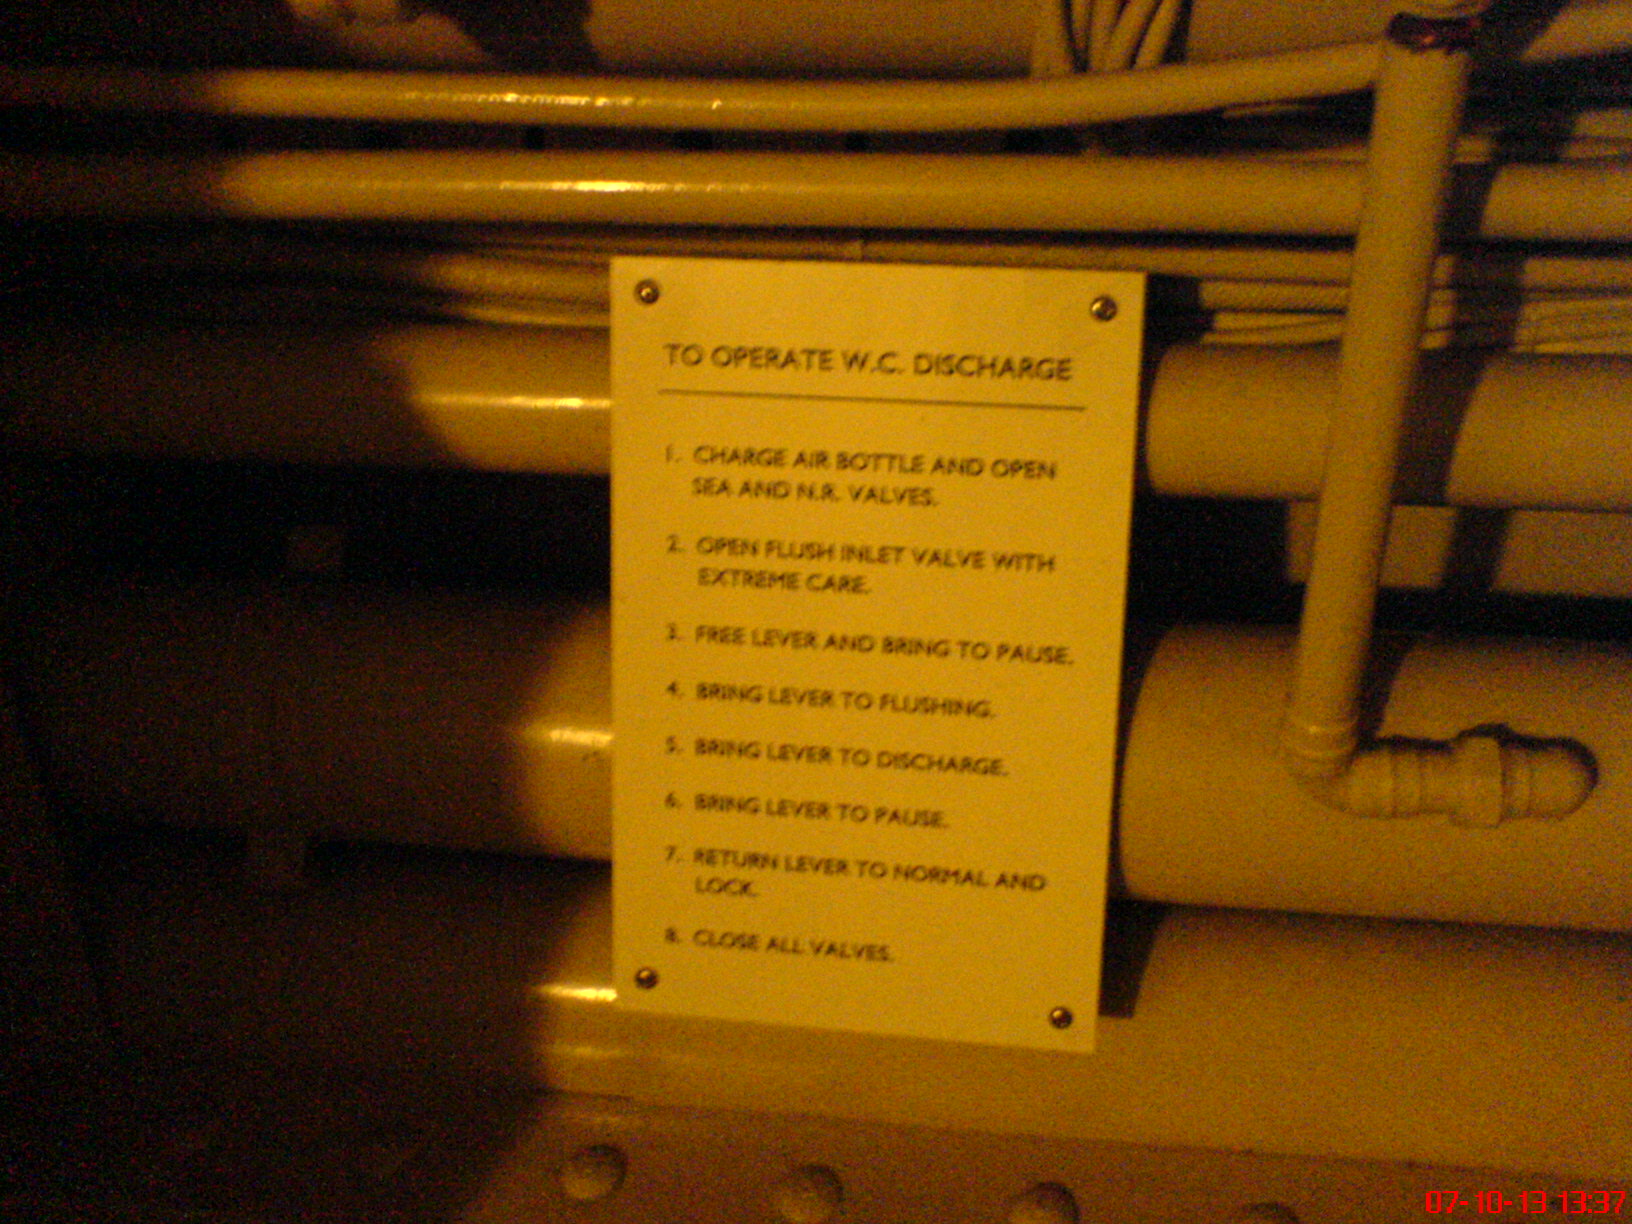 TO OPERATE W.C. DISCHARGE
1. CHARGE AIR BOTTLE AND OPEN
SEA AND N.R. VALVES.
2. OPEN FLUSH INLET VALVE WITH
EXTREME CARE.
3. FREE LEVER AND BRING TO PAUSE.
4. BRING LEVER TO FLUSHING.
5. BRING LEVER TO DISCHARGE.
6. BRING LEVER TO PAUSE.
7. RETURN LEVER TO NORMAL AND
LOCK.
8. CLOSE ALL VALVES.
07-10-13 13:37